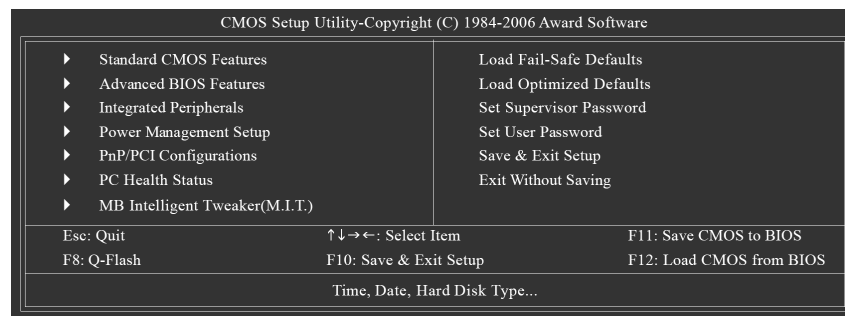 CMOS Setup Utility-Copyright (C) 1984-2006 Award Software
Standard CMOS Features
Advanced BIOS Features
Integrated Peripherals
Power Management Setup
PnP/PCI Configurations
PC Health Status
MB Intelligent Tweaker(M.I.T.)
Load Fail-Safe Defaults
Load Optimized Defaults
Set Supervisor Password
Set User Password
Save & Exit Setup
Exit Without Saving
Esc: Quit ↑↓→←: Select Item F11: Save CMOS to BIOS
F8: Q-Flash F10: Save & Exit Setup F12: Load CMOS from BIOS
Time, Date, Hard Disk Type...